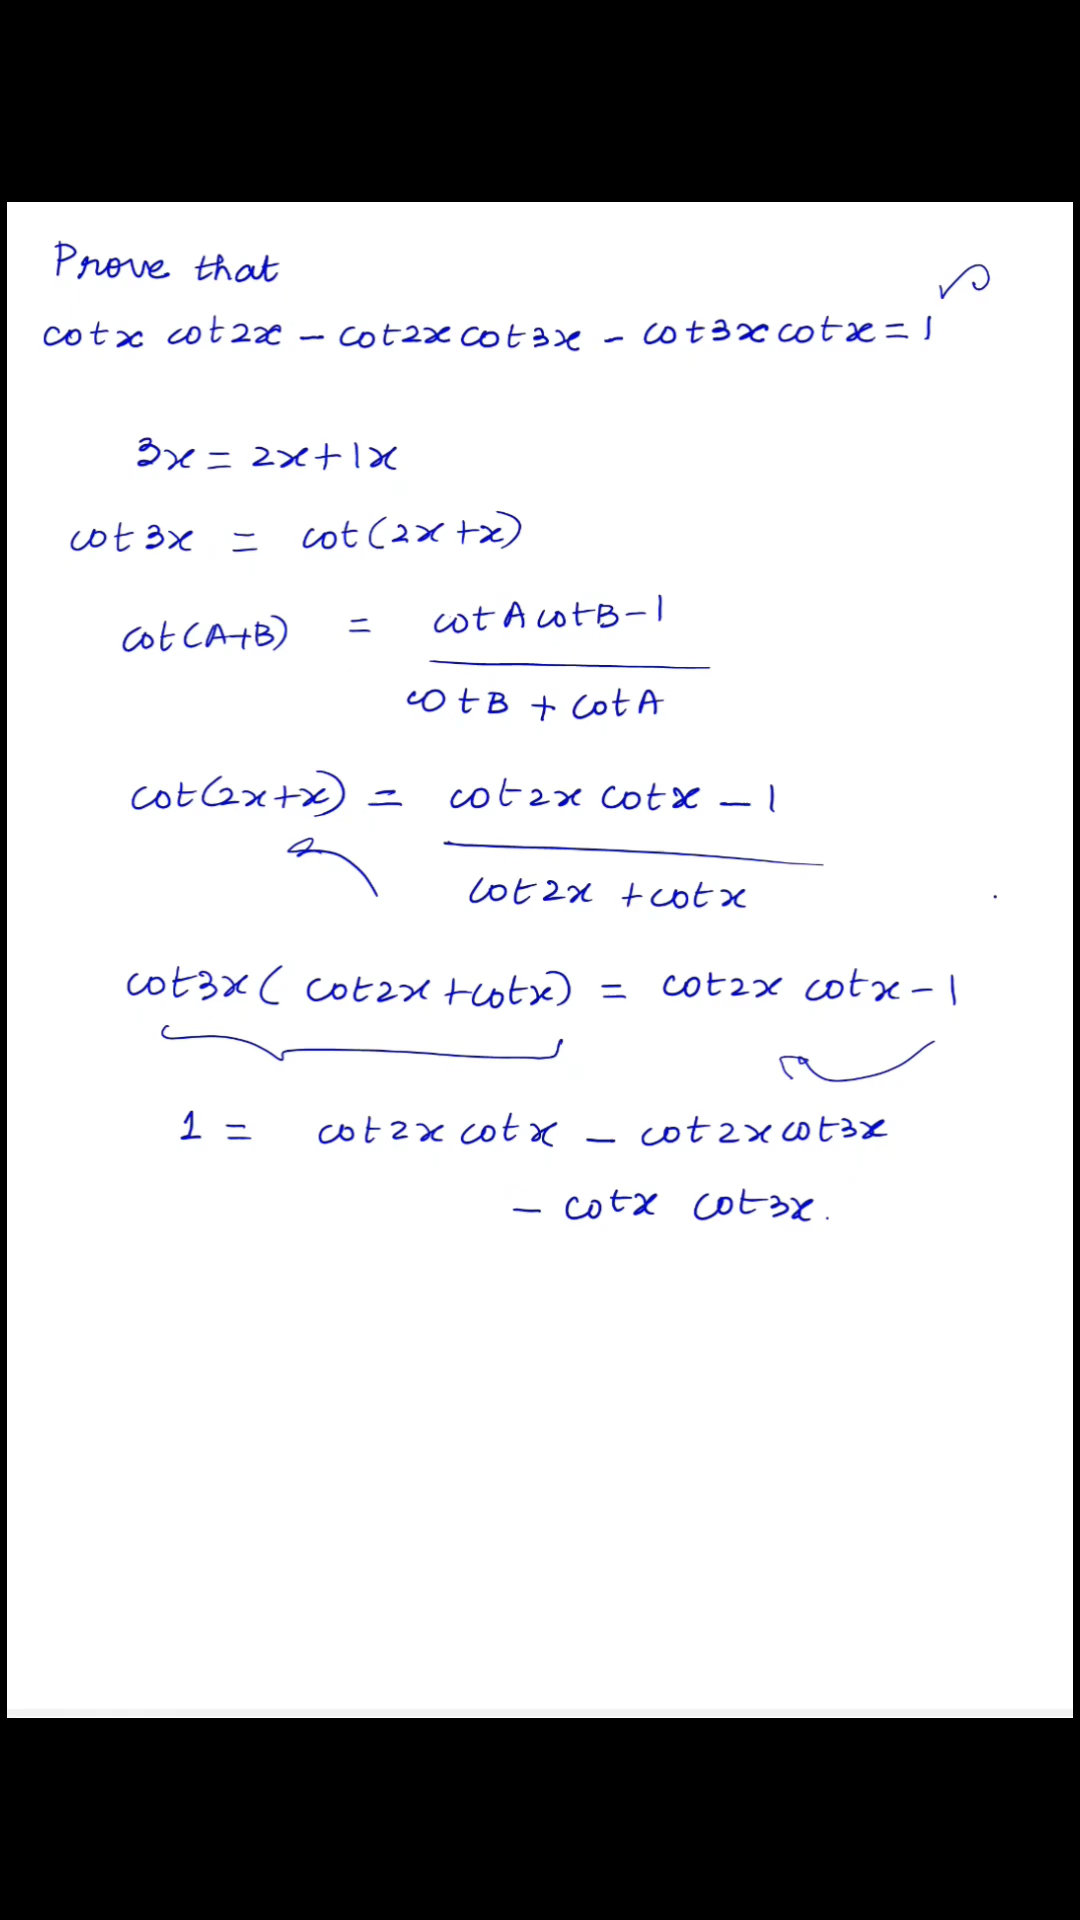 Prove that
cotx cot2x - cot2x cot3x - cot3x cotx = 1
3x = 2x + 1x
cot3x = cot(2x + x)
cot(A+B) = cotA cotB - 1
cotB + cotA
cot(2x+x) = cot2x cotx - 1
cot2x + cotx
cot3x ( cot2x + cotx) = cot2x cotx - 1
1 = cot2x cotx - cot2x cot3x
- cotx cot3x.